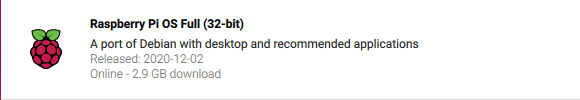 Raspberry Pi OS Full (32-bit)
A port of Debian with desktop and recommended applications
Released: 2020-12-02
Online - 2.9 GB download